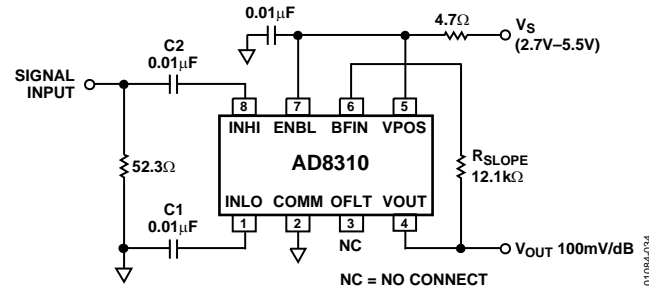 0.01μF
4.7Ω
VS
(2.7V–5.5V)
C2
0.01μF
SIGNAL
INPUT
8
7
6
5
INHI
ENBL
BFIN
VPOS
AD8310
RSLOPE
12.1kΩ
52.3Ω
INLO
COMM
OFLT
VOUT
C1
0.01μF
1
2
3
4
NC
VOUT 100mV/dB
NC = NO CONNECT
01084-034